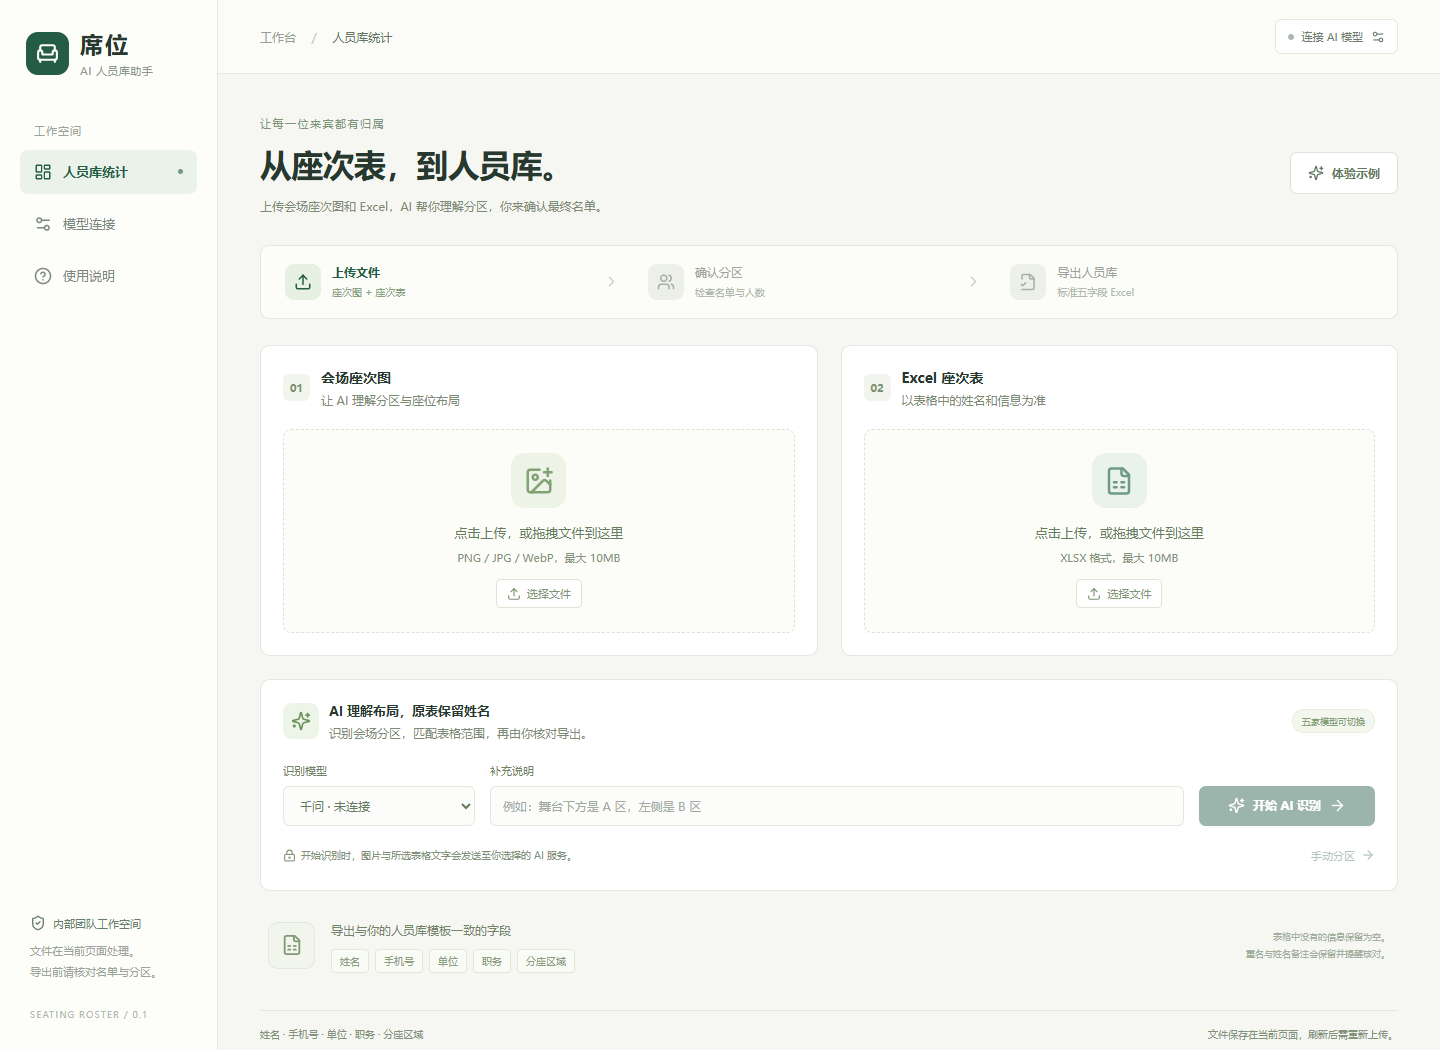 席位
AI 人员库助手
工作空间
人员库统计
模型连接
使用说明
内部团队工作空间
文件在当前页面处理。
导出前请核对名单与分区。
SEATING ROSTER / 0.1
工作台 / 人员库统计
连接 AI 模型
让每一位来宾都有归属
从座次表，到人员库。
上传会场座次图和 Excel，AI 帮你理解分区，你来确认最终名单。
体验示例
上传文件
座次图 + 座次表
确认分区
检查名单与人数
导出人员库
标准五字段 Excel
01
会场座次图
让 AI 理解分区与座位布局
点击上传，或拖拽文件到这里
PNG / JPG / WebP，最大 10MB
选择文件
02
Excel 座次表
以表格中的姓名和信息为准
点击上传，或拖拽文件到这里
XLSX 格式，最大 10MB
选择文件
AI 理解布局，原表保留姓名
识别会场分区，匹配表格范围，再由你核对导出。
五家模型可切换
识别模型
千问 · 未连接
补充说明
例如：舞台下方是 A 区，左侧是 B 区
开始 AI 识别
开始识别时，图片与所选表格文字会发送至你选择的 AI 服务。
手动分区
导出与你的人员库模板一致的字段
姓名 手机号 单位 职务 分座区域
表格中没有的信息保留为空。
重名与姓名备注会保留并提醒核对。
姓名 · 手机号 · 单位 · 职务 · 分座区域
文件保存在当前页面，刷新后需重新上传。